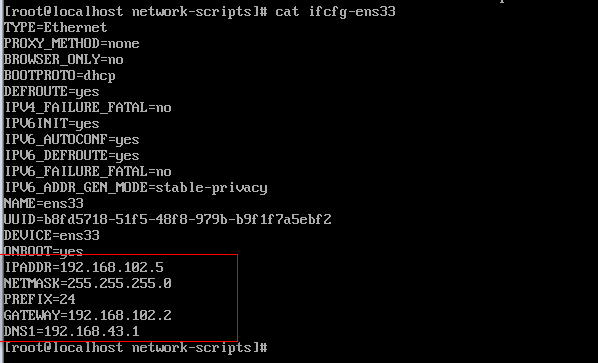 [root@localhost network-scripts]# cat ifcfg-ens33
TYPE=Ethernet
PROXY_METHOD=none
BROWSER_ONLY=no
BOOTPROTO=dhcp
DEFROUTE=yes
IPV4_FAILURE_FATAL=no
IPV6INIT=yes
IPV6_AUTOCONF=yes
IPV6_DEFROUTE=yes
IPV6_FAILURE_FATAL=no
IPV6_ADDR_GEN_MODE=stable-privacy
NAME=ens33
UUID=b8fd5718-51f5-48f8-979b-b9f1f7a5ebf2
DEVICE=ens33
ONBOOT=yes
IPADDR=192.168.102.5
NETMASK=255.255.255.0
PREFIX=24
GATEWAY=192.168.102.2
DNS1=192.168.43.1
[root@localhost network-scripts]#